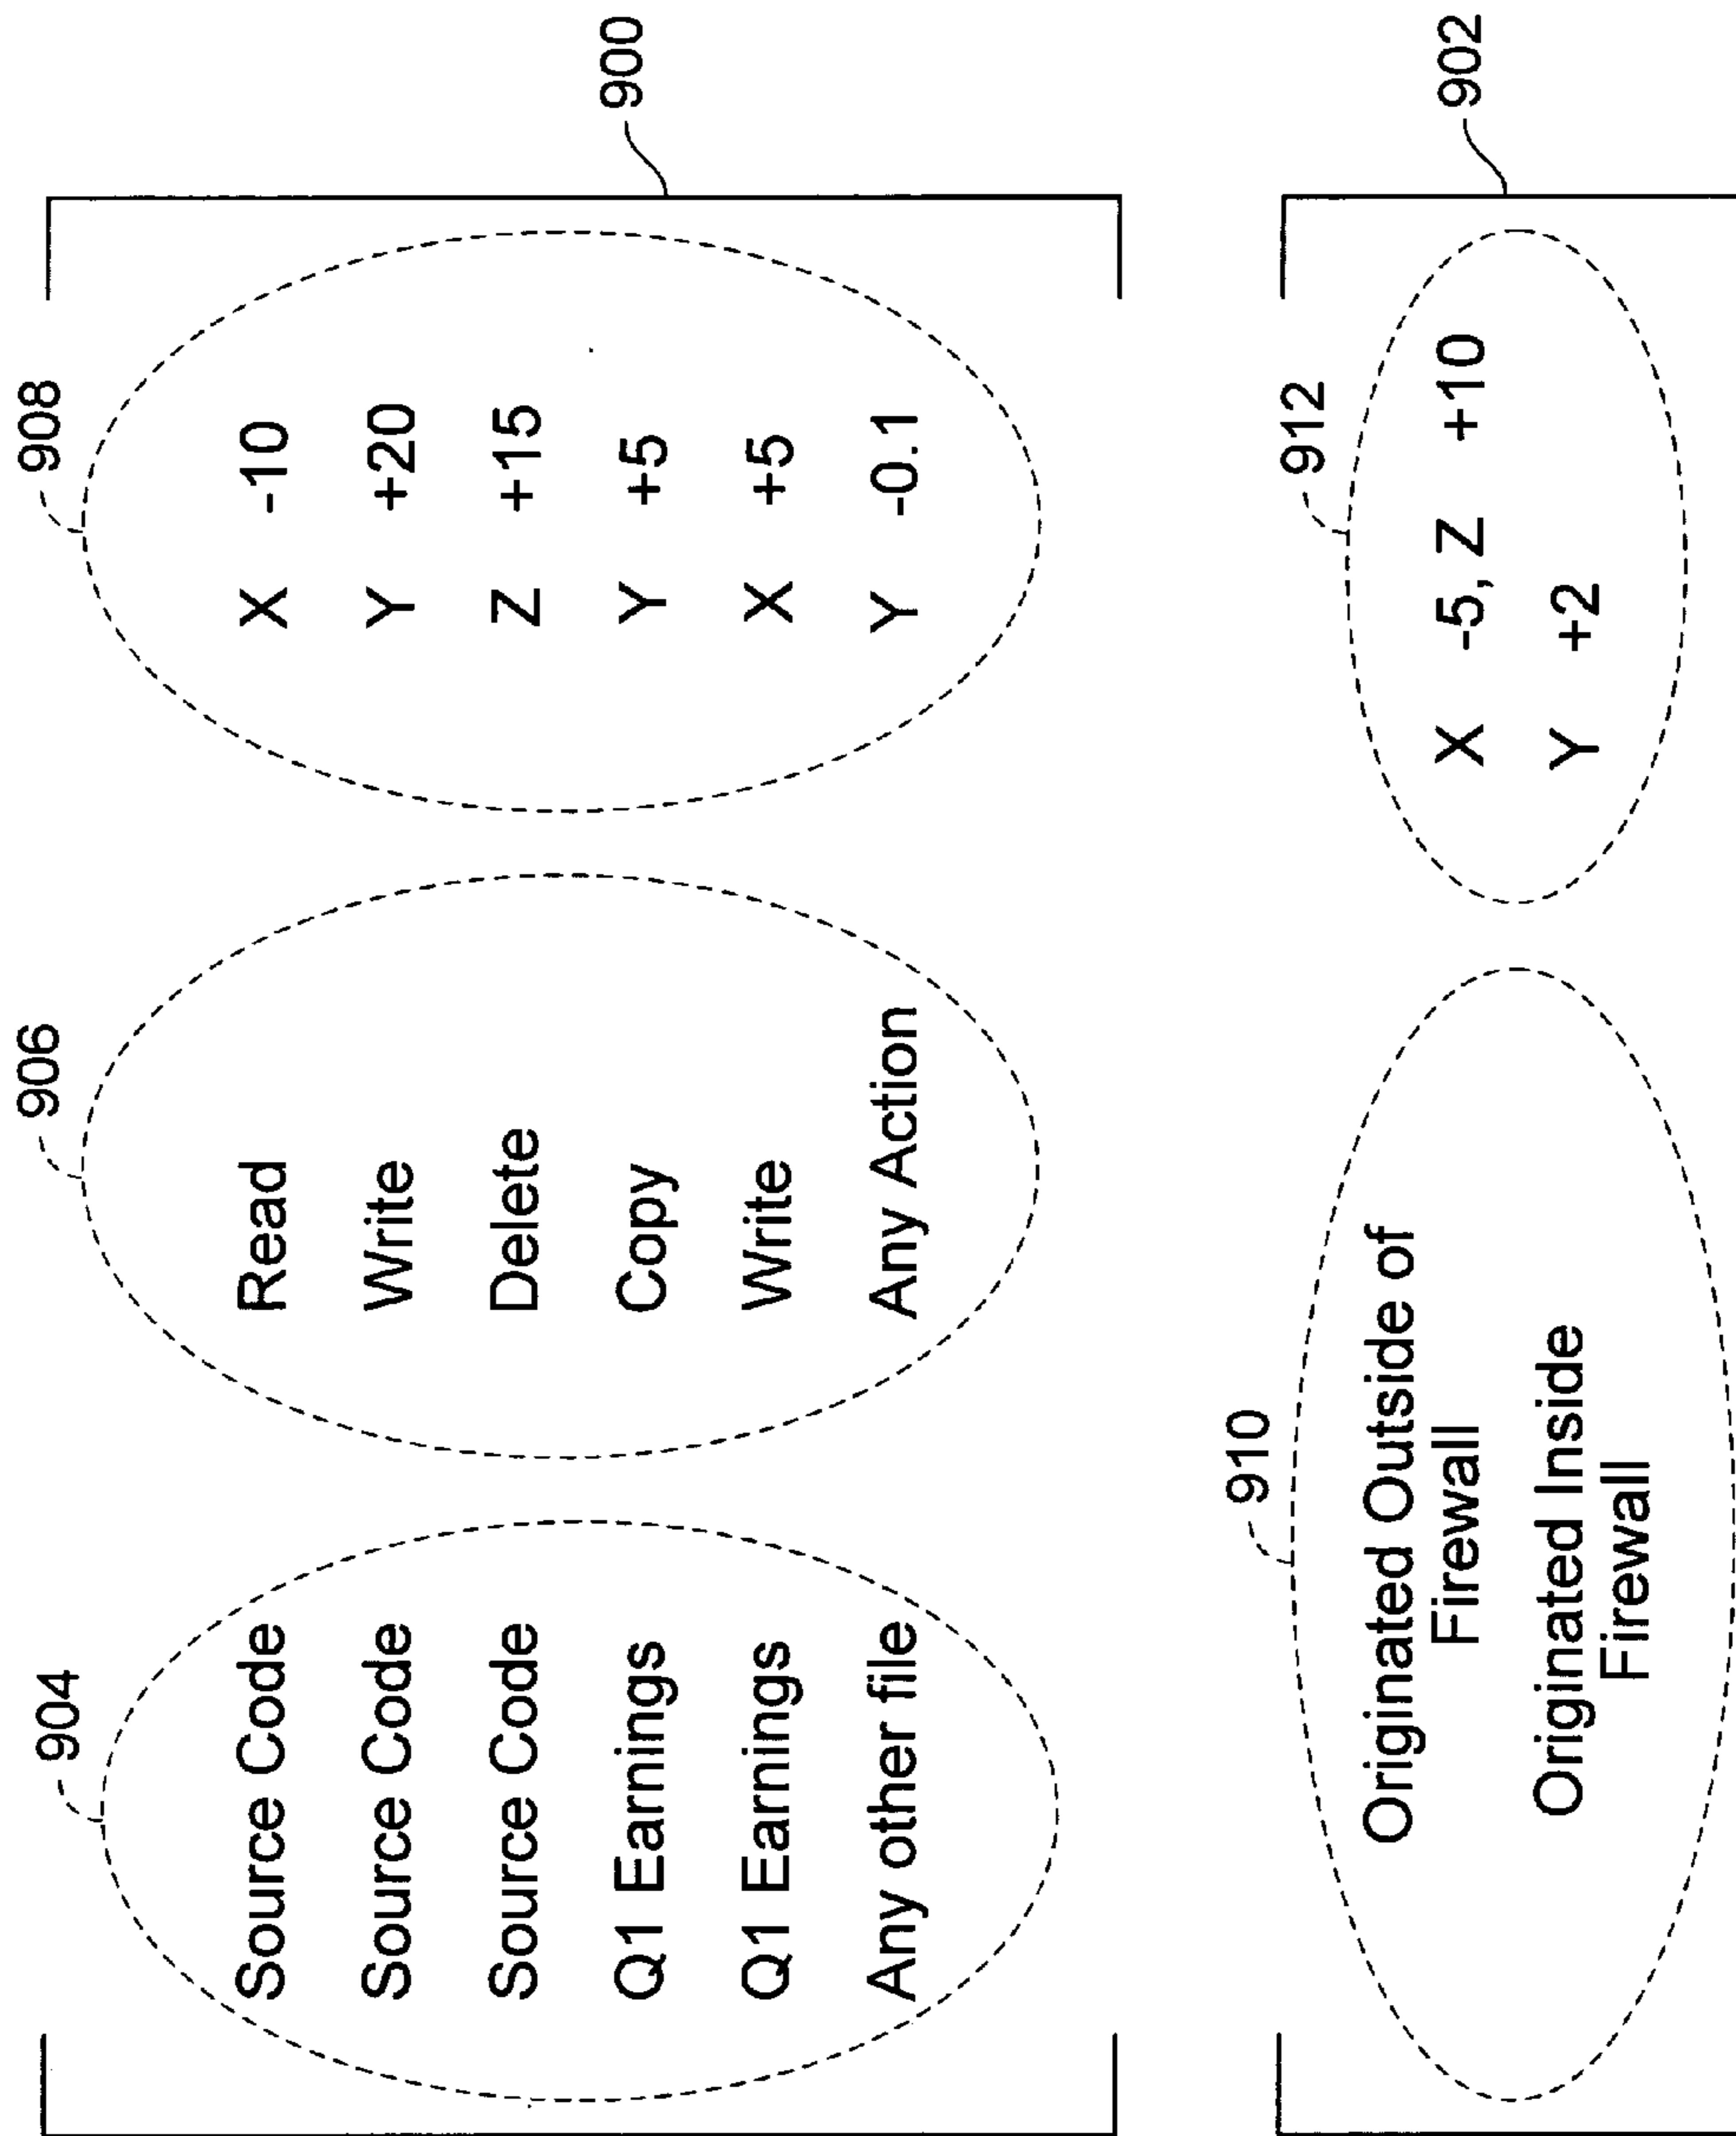 904
906
908
Source Code Read X -10
Source Code Write Y +20
Source Code Delete Z +15
Q1 Earnings Copy Y +5
Q1 Earnings Write X +5
Any other file Any Action Y -0.1
900
910
912
Originated Outside of
Firewall
X -5, Z +10
Originated Inside
Firewall
Y +2
902